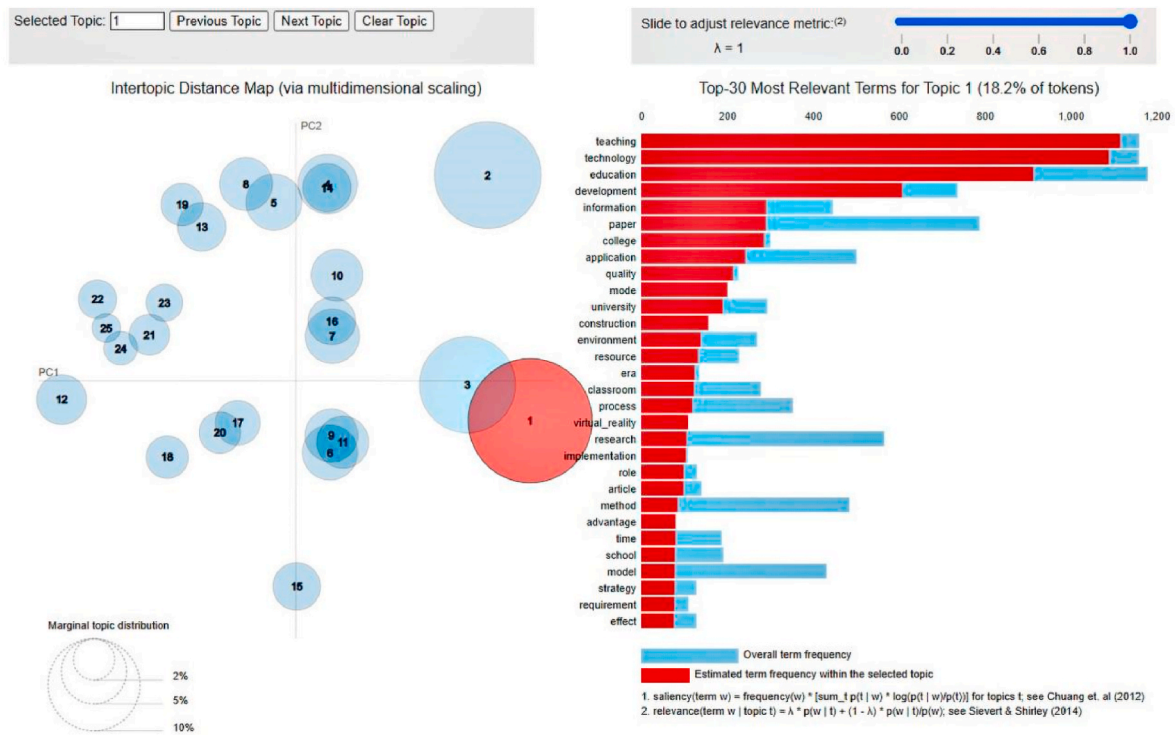 Selected Topic: 1 Previous Topic Next Topic Clear Topic
Slide to adjust relevance metric:(2)
λ = 1
0.0 0.2 0.4 0.6 0.8 1.0
Intertopic Distance Map (via multidimensional scaling)
PC2
PC1
2
4
14
8
5
19
13
10
22
23
25
21
24
16
7
3
12
1
17
20
9
11
6
18
15
Marginal topic distribution
2%
5%
10%
Top-30 Most Relevant Terms for Topic 1 (18.2% of tokens)
0 200 400 600 800 1,000 1,200
teaching
technology
education
development
information
paper
college
application
quality
mode
university
construction
environment
resource
era
classroom
process
virtual_reality
research
implementation
role
article
method
advantage
time
school
model
strategy
requirement
effect
Overall term frequency
Estimated term frequency within the selected topic
1. saliency(term w) = frequency(w) * [sum_t p(t | w) * log(p(t | w)/p(t))] for topics t; see Chuang et. al (2012)
2. relevance(term w | topic t) = λ * p(w | t) + (1 - λ) * p(w | t)/p(w); see Sievert & Shirley (2014)